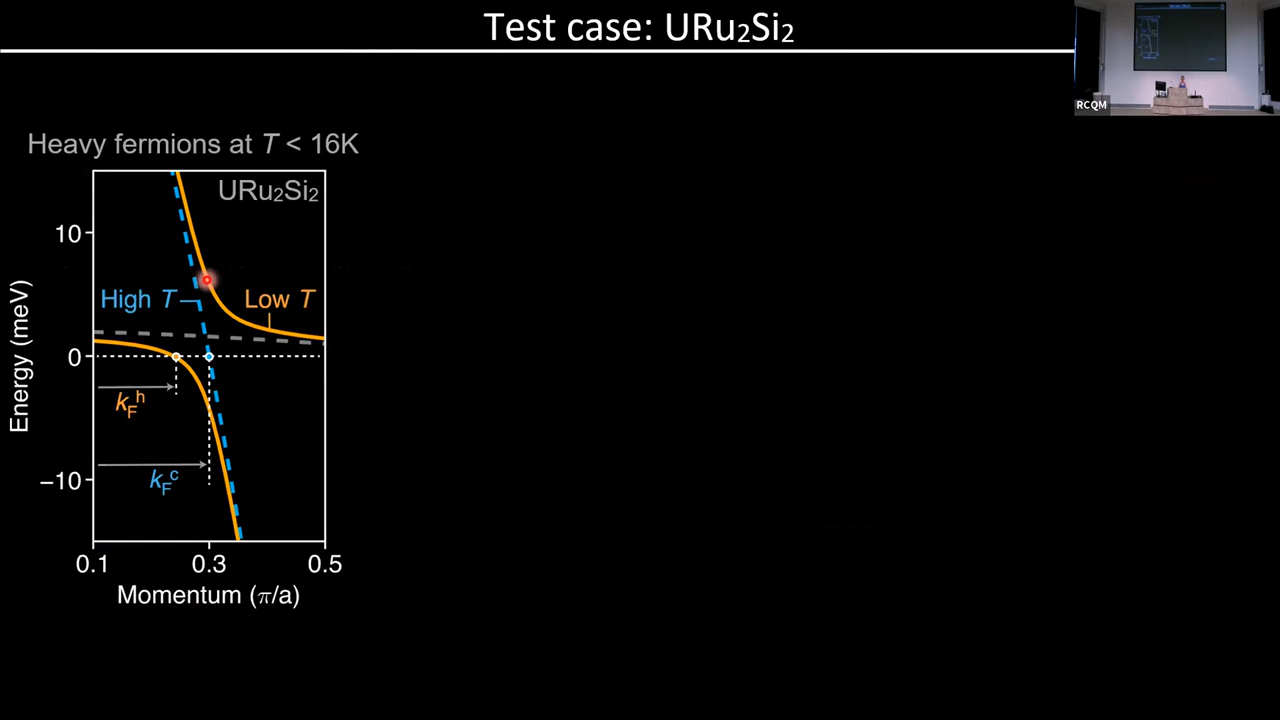 Test case: URu₂Si₂
RCQM
Heavy fermions at T < 16K
URu₂Si₂
10
High T
Low T
0
k_F^h
k_F^c
−10
0.1 0.3 0.5
Momentum (π/a)
Energy (meV)